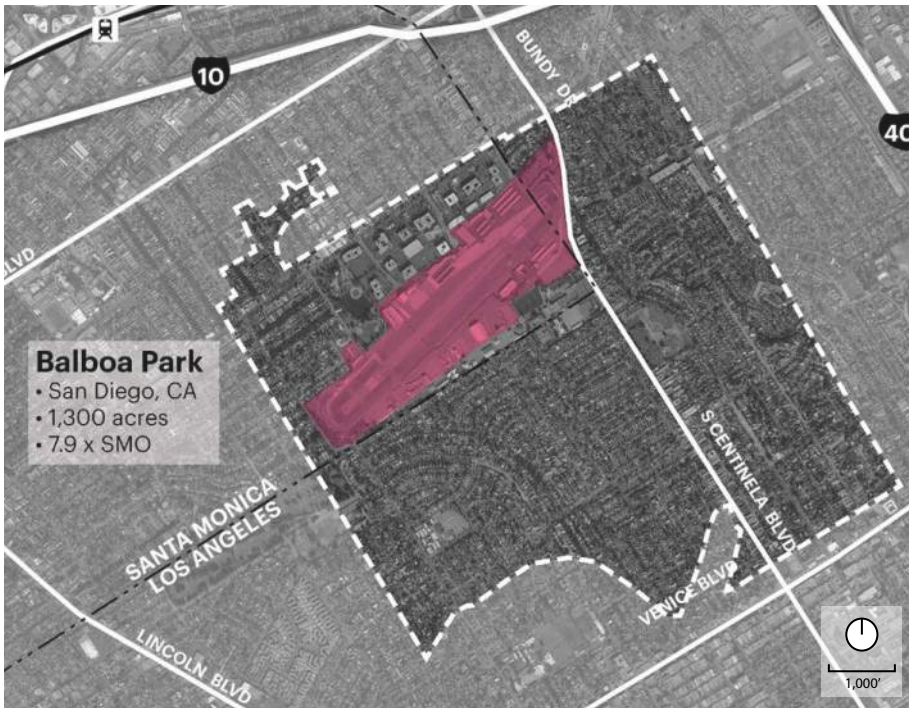 10
BUNDY DR
40
BLVD
Balboa Park
• San Diego, CA
• 1,300 acres
• 7.9 x SMO
SANTA MONICA
LOS ANGELES
S CENTINELA BLVD
VENICE BLVD
LINCOLN BLVD
1,000'